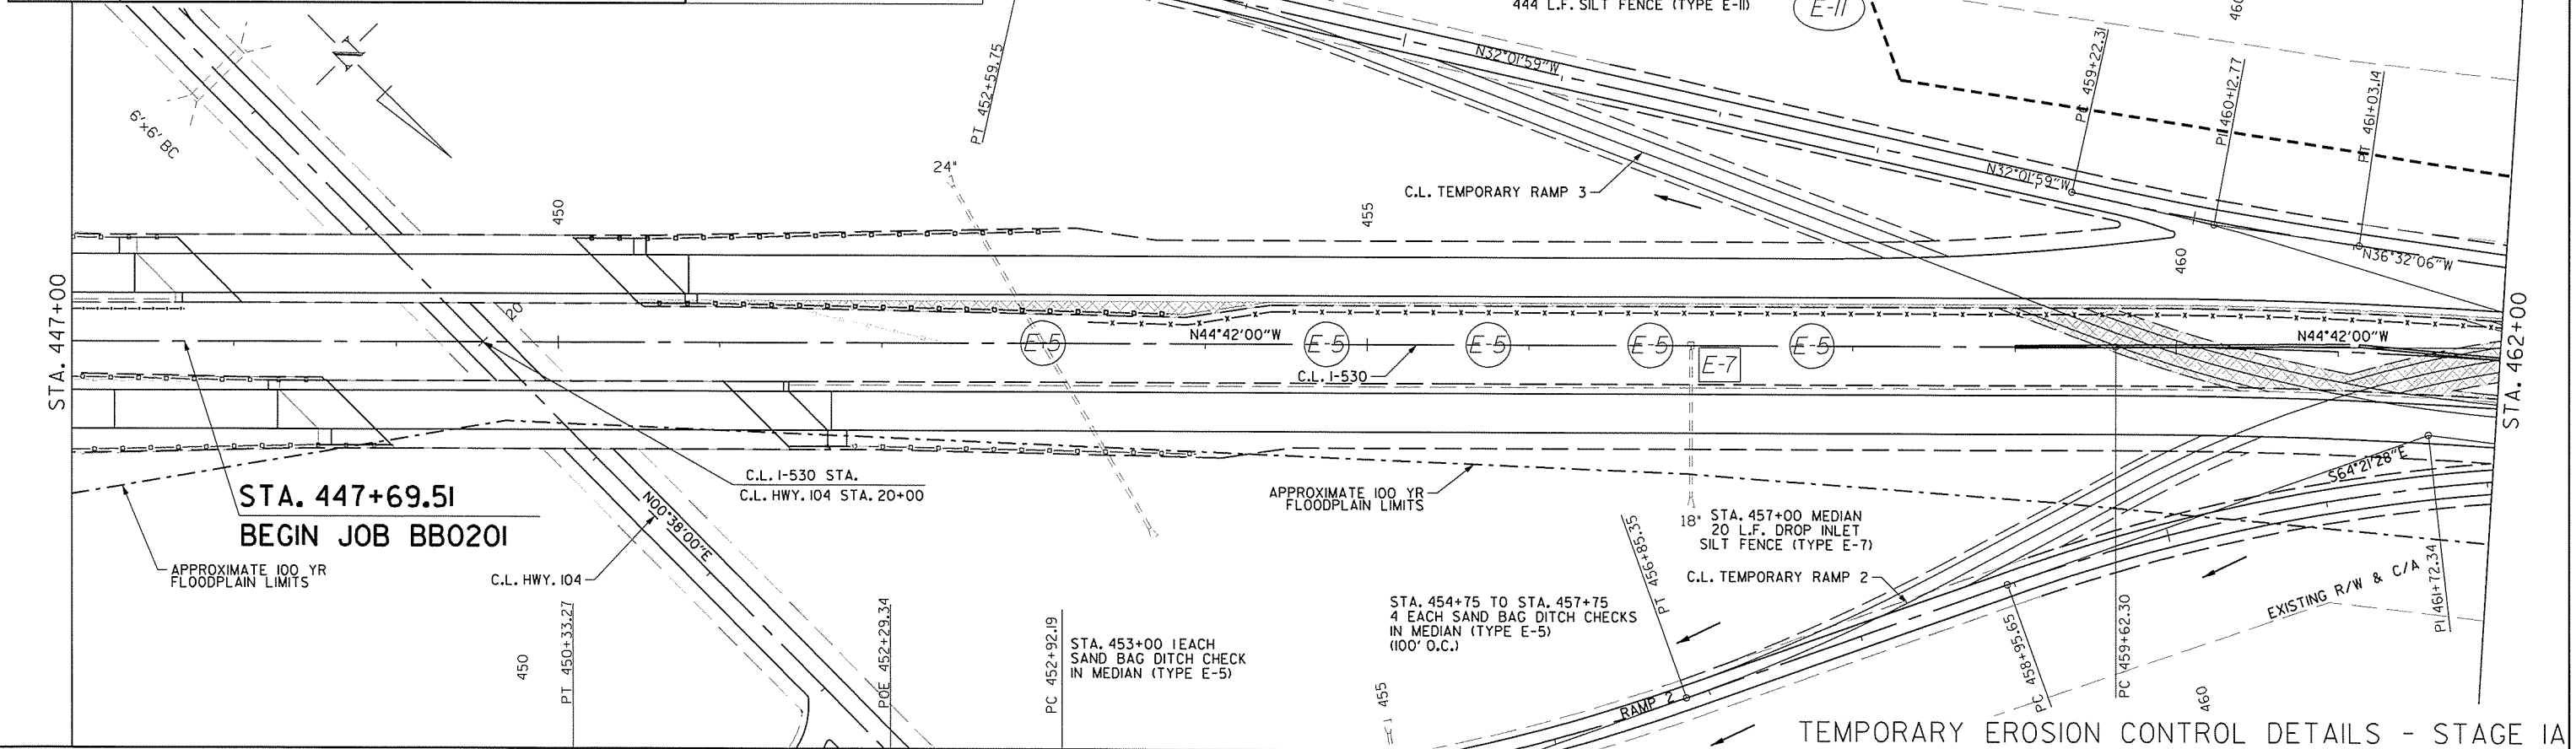 444 L.F. SILT FENCE (TYPE E-11)
E-11
460
N
6'x6' BC
PT 452+59.75
N32°01'59"W
PC 459+22.31
PI 460+12.77
PT 461+03.14
24"
C.L. TEMPORARY RAMP 3
N32°01'59"W
450
455
460
N36°32'06"W
STA. 447+00
20
N44°42'00"W
N44°42'00"W
E-5
E-5
E-5
E-5
E-5
E-7
C.L. I-530
STA. 462+00
C.L. I-530 STA.
C.L. HWY. 104 STA. 20+00
STA. 447+69.51
BEGIN JOB BB0201
APPROXIMATE 100 YR
FLOODPLAIN LIMITS
APPROXIMATE 100 YR
FLOODPLAIN LIMITS
N00°38'00"E
C.L. HWY. 104
S64°21'28"E
18"
STA. 457+00 MEDIAN
20 L.F. DROP INLET
SILT FENCE (TYPE E-7)
C.L. TEMPORARY RAMP 2
PT 456+85.35
EXISTING R/W & C/A
PI 461+72.34
STA. 454+75 TO STA. 457+75
4 EACH SAND BAG DITCH CHECKS
IN MEDIAN (TYPE E-5)
(100' O.C.)
STA. 453+00 1 EACH
SAND BAG DITCH CHECK
IN MEDIAN (TYPE E-5)
450
PT 450+33.27
POE 452+29.34
PC 452+92.19
455
RAMP 2
PC 458+95.65
PC 459+62.30
460
TEMPORARY EROSION CONTROL DETAILS - STAGE 1A